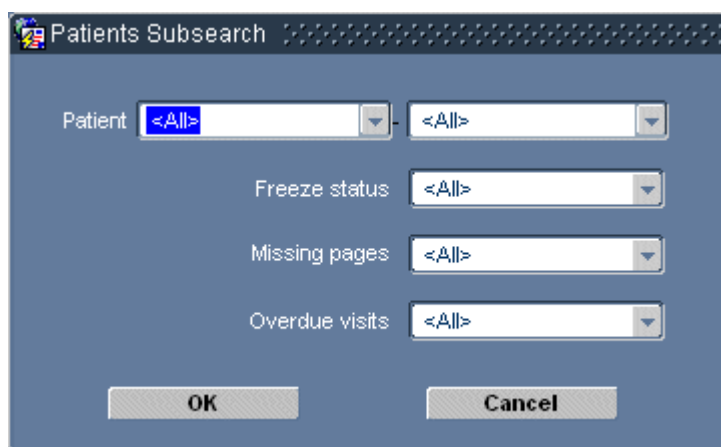 Patients Subsearch
Patient <All> - <All>
Freeze status <All>
Missing pages <All>
Overdue visits <All>
OK Cancel